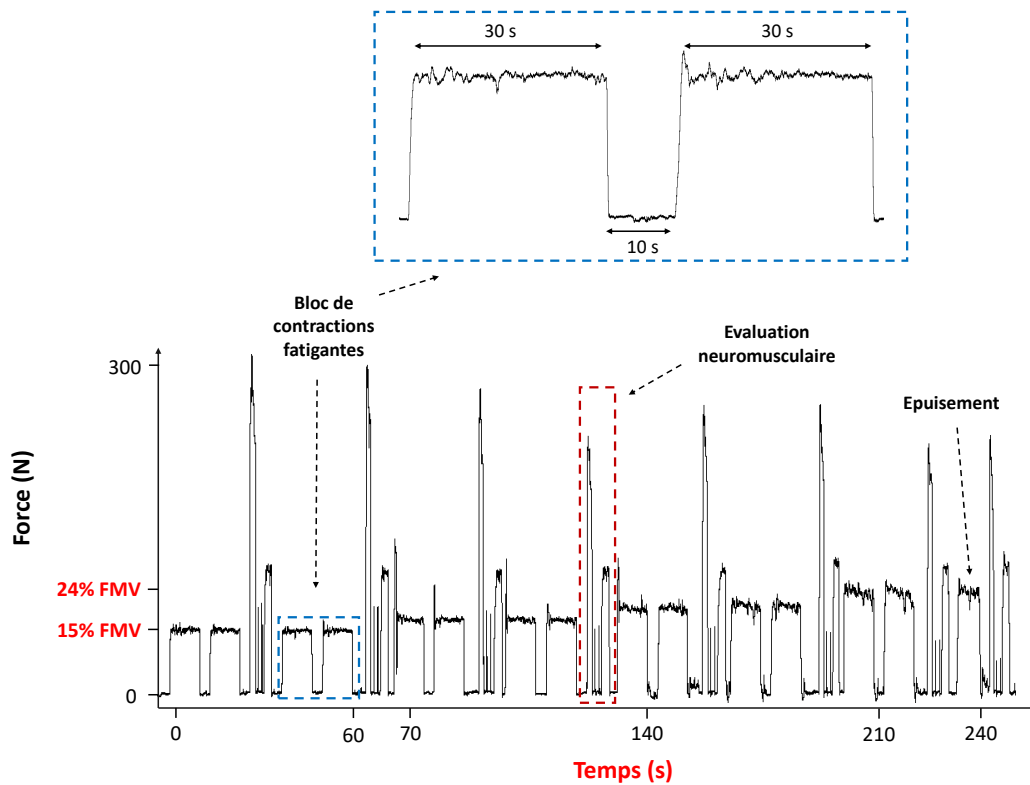 30 s
30 s
10 s
Bloc de
contractions
fatigantes
Evaluation
neuromusculaire
Epuisement
Force (N)
300
24% FMV
15% FMV
0
0
60
70
140
210
240
Temps (s)